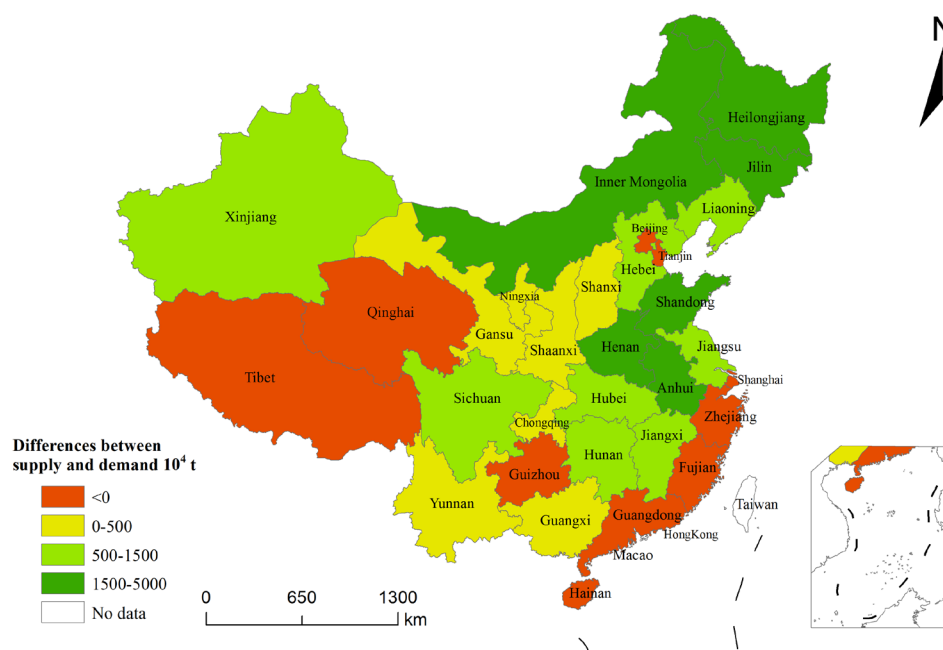 N
Heilongjiang
Jilin
Inner Mongolia
Liaoning
Xinjiang
Beijing
Tianjin
Hebei
Ningxia
Shanxi
Shandong
Qinghai
Gansu
Shaanxi
Henan
Jiangsu
Tibet
Shanghai
Anhui
Sichuan
Hubei
Zhejiang
Chongqing
Jiangxi
Hunan
Guizhou
Fujian
Yunnan
Guangxi
Guangdong
Taiwan
HongKong
Macao
Hainan
Differences between
supply and demand 10⁴ t
<0
0-500
500-1500
1500-5000
No data
0 650 1300
km